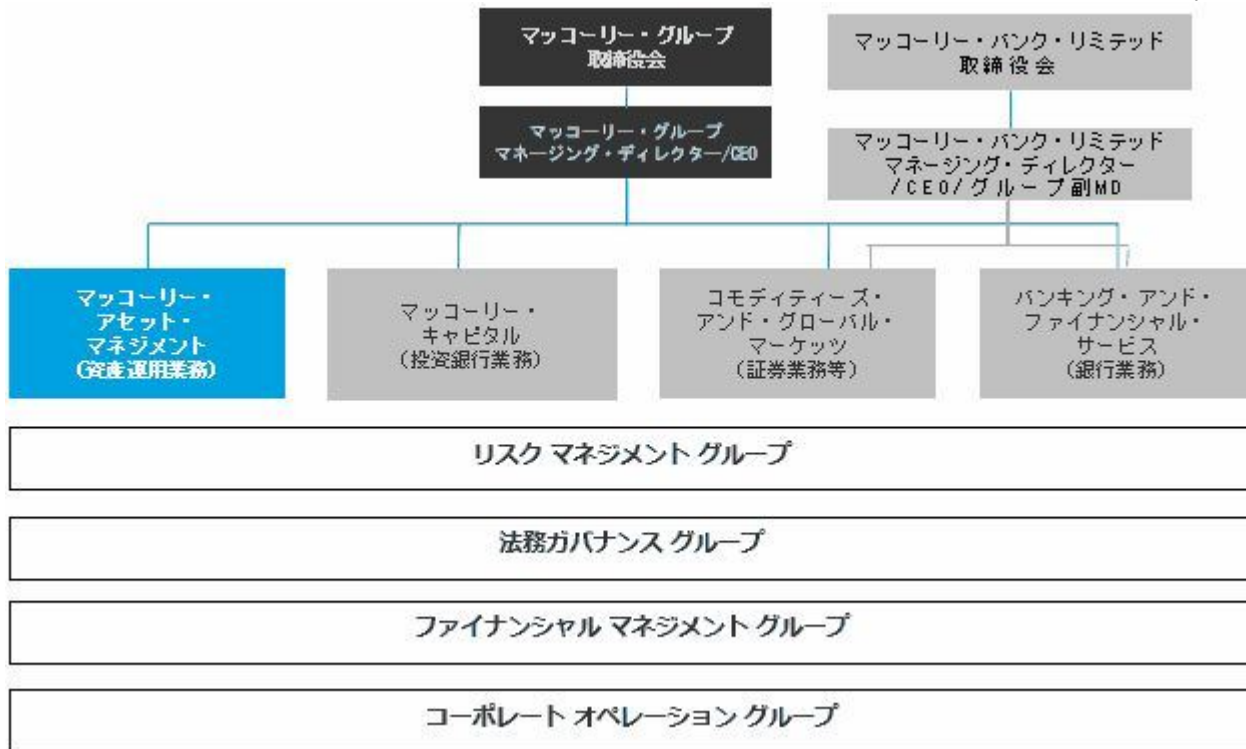 マッコーリー・グループ
取締役会
マッコーリー・バンク・リミテッド
取締役会
マッコーリー・グループ
マネージング・ディレクター/CEO
マッコーリー・バンク・リミテッド
マネージング・ディレクター
/CEO/グループ副MD
マッコーリー・
アセット・
マネジメント
(資産運用業務)
マッコーリー・
キャピタル
(投資銀行業務)
コモディティーズ・
アンド・グローバル・
マーケッツ
(証券業務等)
バンキング・アンド・
ファイナンシャル・
サービス
(銀行業務)
リスク マネジメント グループ
法務ガバナンス グループ
ファイナンシャル マネジメント グループ
コーポレート オペレーション グループ